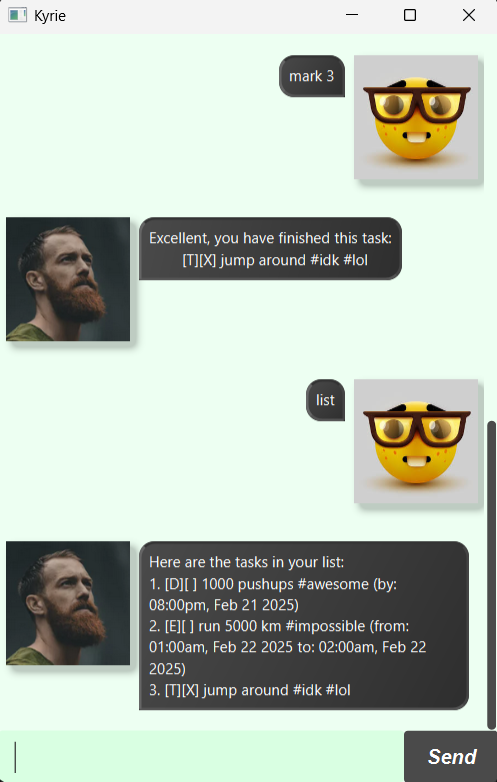 Kyrie
mark 3
Excellent, you have finished this task:
[T][X] jump around #idk #lol
list
Here are the tasks in your list:
1. [D][ ] 1000 pushups #awesome (by:
08:00pm, Feb 21 2025)
2. [E][ ] run 5000 km #impossible (from:
01:00am, Feb 22 2025 to: 02:00am, Feb 22
2025)
3. [T][X] jump around #idk #lol
Send